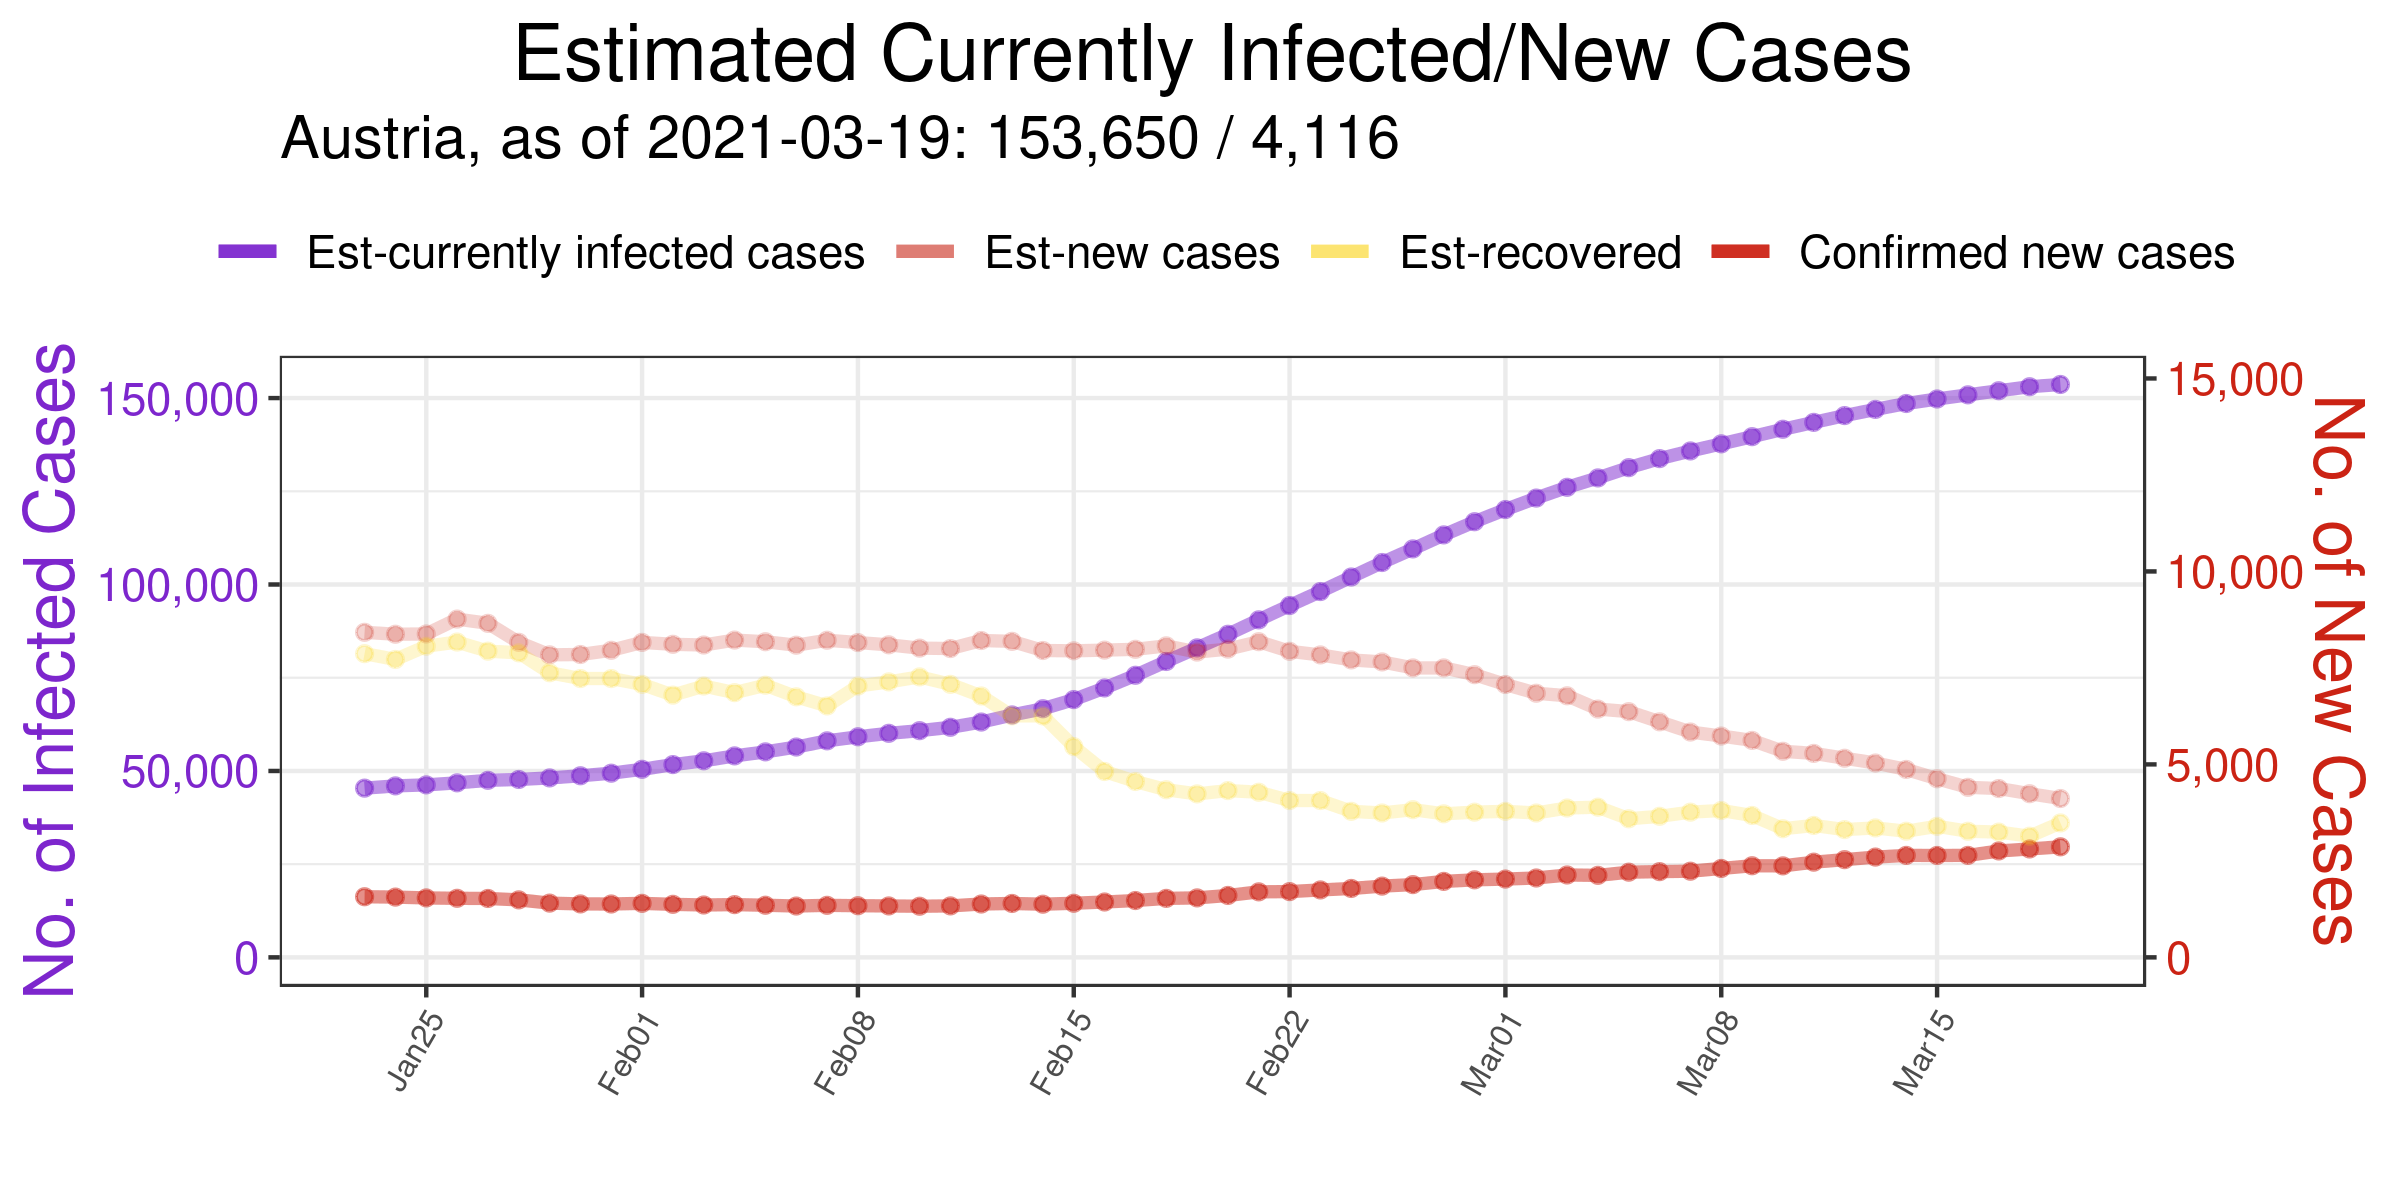 Estimated Currently Infected/New Cases
Austria, as of 2021-03-19: 153,650 / 4,116
Est-currently infected cases Est-new cases Est-recovered Confirmed new cases
No. of Infected Cases
150,000
100,000
50,000
0
15,000
10,000
5,000
0
No. of New Cases
Jan25 Feb01 Feb08 Feb15 Feb22 Mar01 Mar08 Mar15